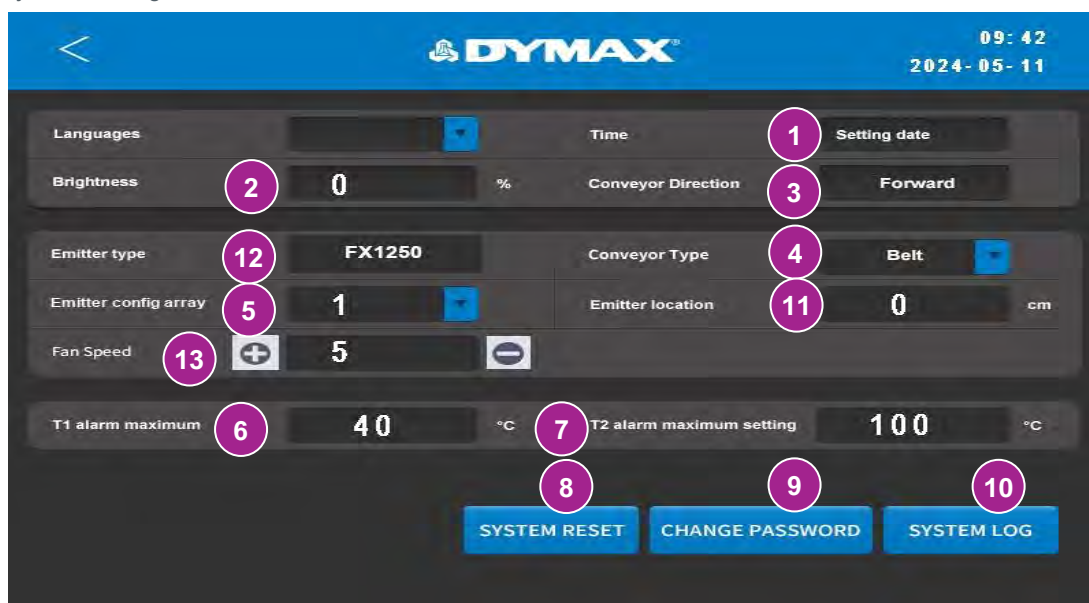 < DYMAX® 09:42
2024-05-11
Languages Time 1 Setting date
Brightness 2 0 % Conveyor Direction 3 Forward
Emitter type 12 FX1250 Conveyor Type 4 Belt
Emitter config array 5 1 Emitter location 11 0 cm
Fan Speed 13 5
T1 alarm maximum 6 40 °C 7 T2 alarm maximum setting 100 °C
8 9 10
SYSTEM RESET CHANGE PASSWORD SYSTEM LOG